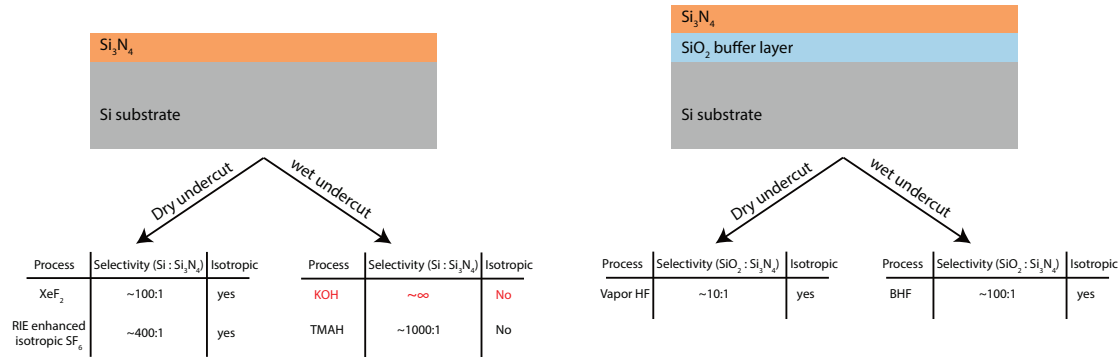 Si₃N₄
Si substrate
Dry undercut
wet undercut
Process Selectivity (Si : Si₃N₄) Isotropic
XeF₂ ~100:1 yes
RIE enhanced
isotropic SF₆ ~400:1 yes
Process Selectivity (Si : Si₃N₄) Isotropic
KOH ~∞ No
TMAH ~1000:1 No
Si₃N₄
SiO₂ buffer layer
Si substrate
Dry undercut
wet undercut
Process Selectivity (SiO₂ : Si₃N₄) Isotropic
Vapor HF ~10:1 yes
Process Selectivity (SiO₂ : Si₃N₄) Isotropic
BHF ~100:1 yes